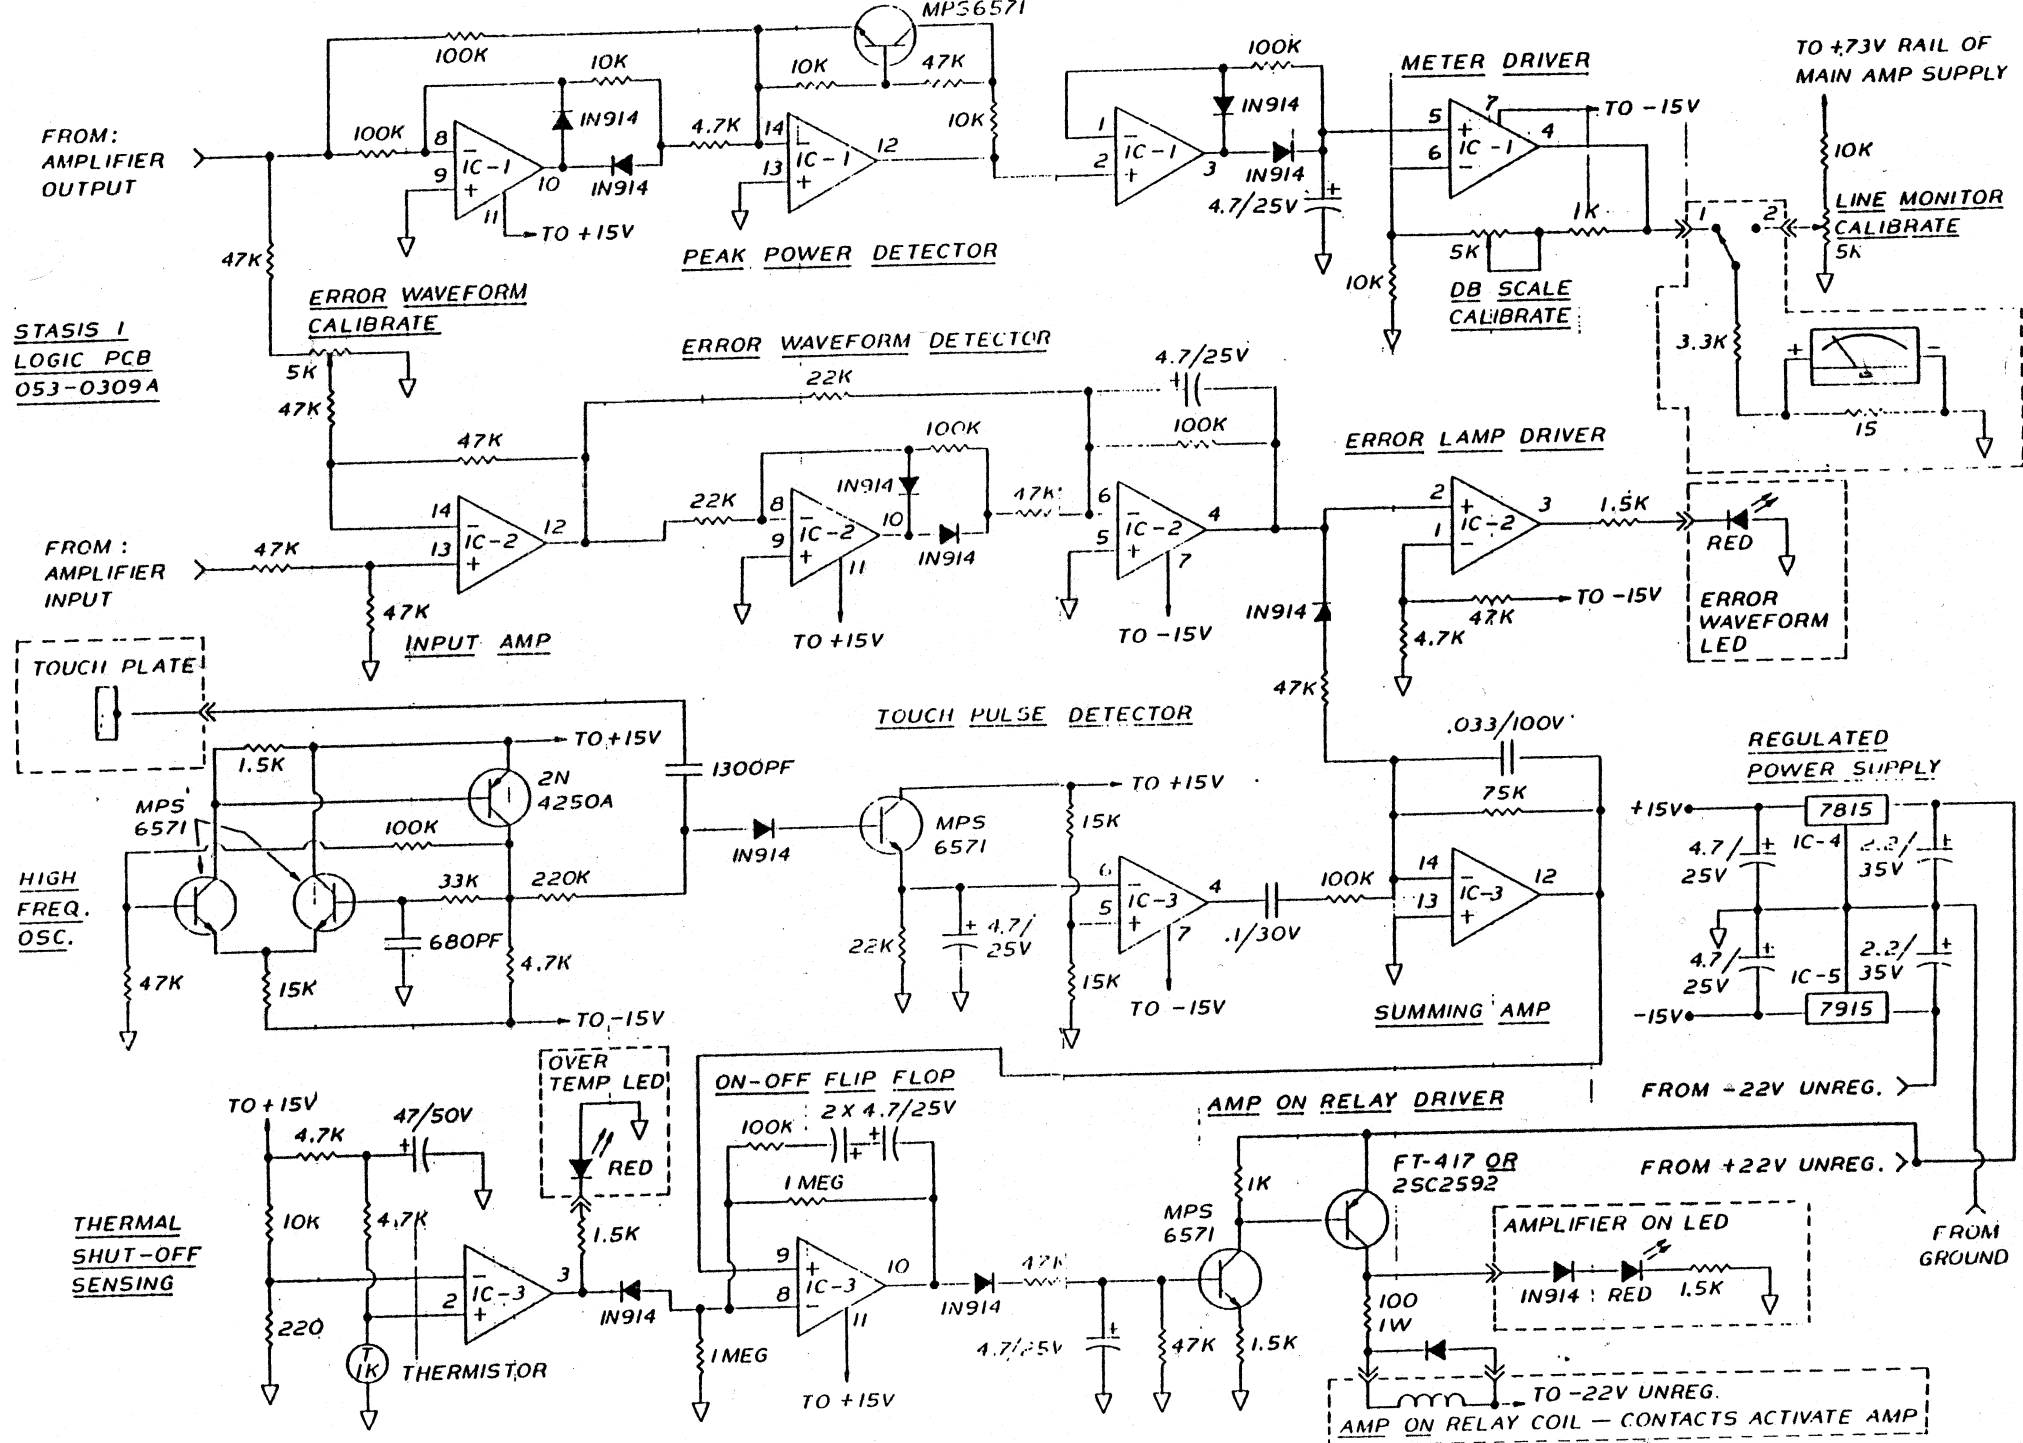 MPS6571
100K
10K
10K
47K
100K
METER DRIVER
TO +.73V RAIL OF
MAIN AMP SUPPLY
FROM:
AMPLIFIER
OUTPUT
100K
8
9
IC-1
10
11
IN914
IN914
TO +15V
4.7K
14
13
IC-1
12
10K
PEAK POWER DETECTOR
1
2
IC-1
3
IN914
IN914
4.7/25V
5
6
7
IC-1
4
TO -15V
10K
5K
1K
DB SCALE
CALIBRATE
1
2
10K
LINE MONITOR
CALIBRATE
5K
3.3K
+
-
15
47K
ERROR WAVEFORM
CALIBRATE
5K
STASIS 1
LOGIC PCB
053-0309A
47K
47K
ERROR WAVEFORM DETECTOR
22K
4.7/25V
100K
100K
FROM:
AMPLIFIER
INPUT
47K
47K
14
13
IC-2
12
INPUT AMP
22K
8
9
IC-2
10
11
IN914
IN914
TO +15V
47K
6
5
IC-2
4
7
TO -15V
ERROR LAMP DRIVER
2
1
IC-2
3
1.5K
RED
47K
TO -15V
4.7K
ERROR
WAVEFORM
LED
IN914
47K
TOUCH PLATE
1.5K
TO +15V
MPS
6571
2N
4250A
100K
HIGH
FREQ.
OSC.
33K
220K
680PF
47K
15K
4.7K
TO -15V
1300PF
IN914
TOUCH PULSE DETECTOR
MPS
6571
TO +15V
15K
22K
4.7/
25V
15K
6
5
IC-3
4
7
TO -15V
.1/30V
100K
.033/100V
75K
14
13
IC-3
12
SUMMING AMP
REGULATED
POWER SUPPLY
+15V
7815
IC-4
4.7/
25V
2.2/
35V
4.7/
25V
IC-5
2.2/
35V
-15V
7915
FROM -22V UNREG.
FROM +22V UNREG.
FROM
GROUND
TO +15V
4.7K
47/50V
10K
4.7K
THERMAL
SHUT-OFF
SENSING
220
T
1K
THERMISTOR
2
IC-3
3
OVER
TEMP LED
RED
1.5K
IN914
ON-OFF FLIP FLOP
100K
2 X 4.7/25V
1 MEG
9
8
IC-3
10
11
1 MEG
TO +15V
IN914
47K
4.7/25V
47K
AMP ON RELAY DRIVER
1K
MPS
6571
1.5K
FT-417 OR
2SC2592
100
1W
AMPLIFIER ON LED
IN914
RED
1.5K
TO -22V UNREG.
AMP ON RELAY COIL — CONTACTS ACTIVATE AMP